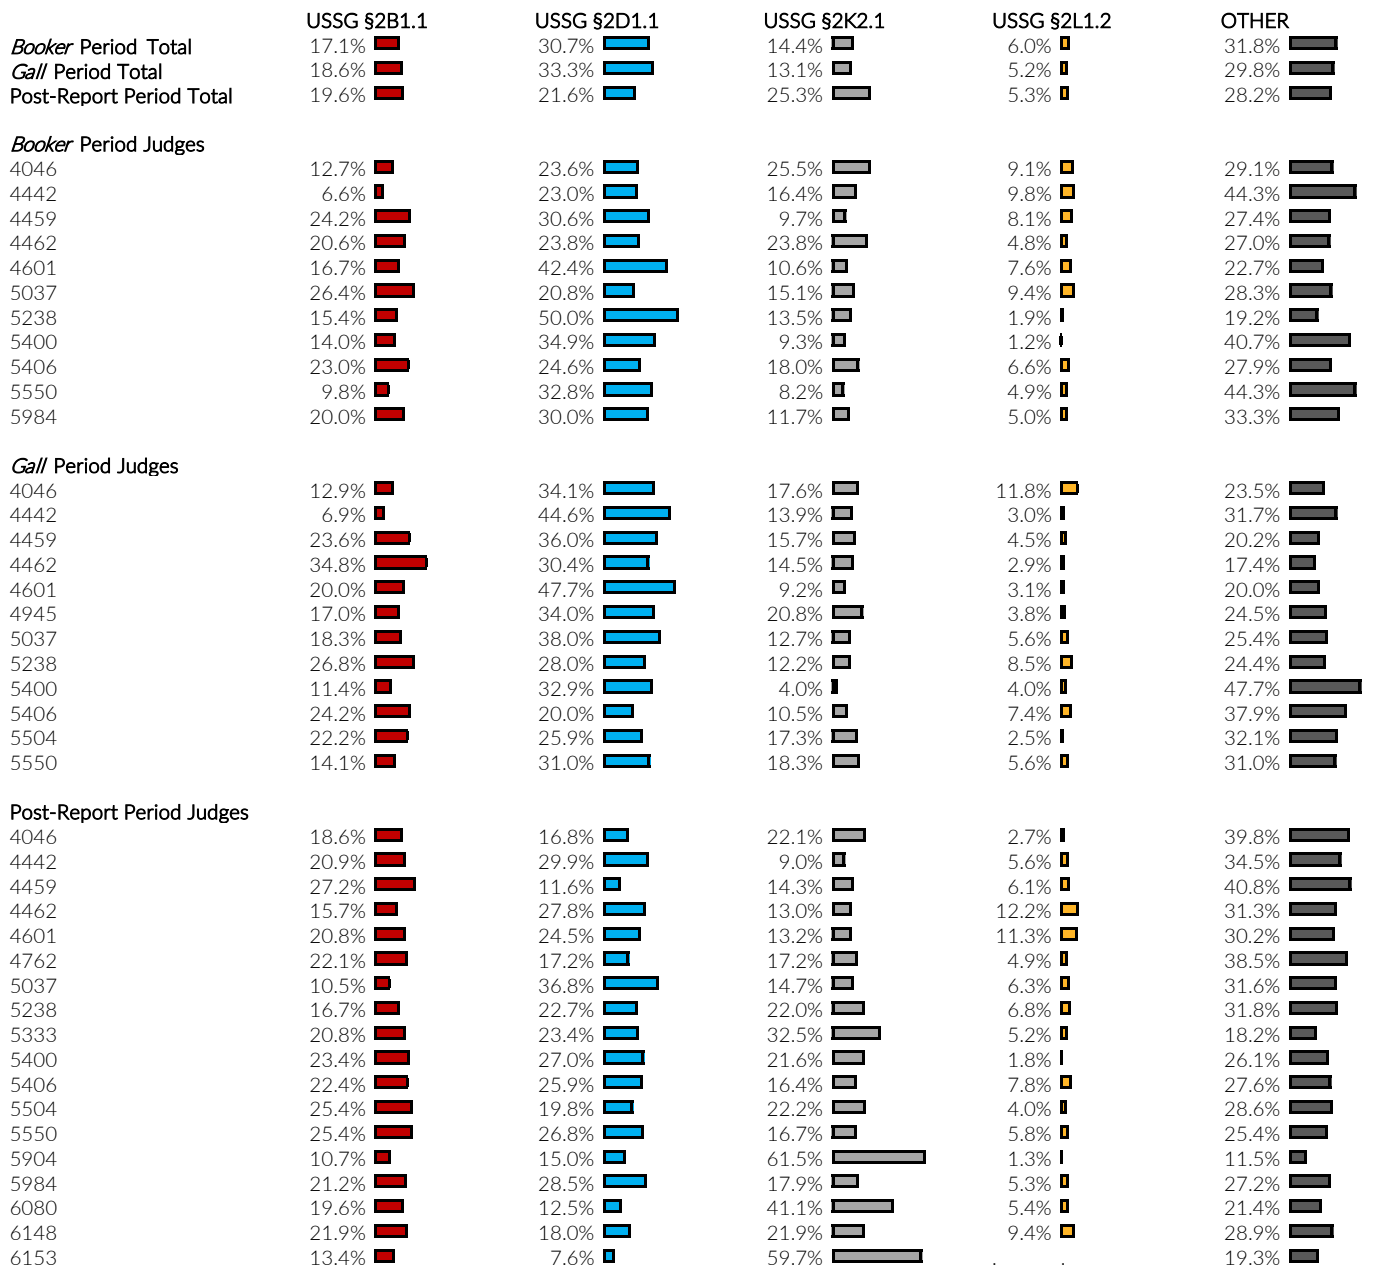 USSG §2B1.1 USSG §2D1.1 USSG §2K2.1 USSG §2L1.2 OTHER
Booker Period Total 17.1% 30.7% 14.4% 6.0% 31.8%
Gall Period Total 18.6% 33.3% 13.1% 5.2% 29.8%
Post-Report Period Total 19.6% 21.6% 25.3% 5.3% 28.2%
Booker Period Judges
4046 12.7% 23.6% 25.5% 9.1% 29.1%
4442 6.6% 23.0% 16.4% 9.8% 44.3%
4459 24.2% 30.6% 9.7% 8.1% 27.4%
4462 20.6% 23.8% 23.8% 4.8% 27.0%
4601 16.7% 42.4% 10.6% 7.6% 22.7%
5037 26.4% 20.8% 15.1% 9.4% 28.3%
5238 15.4% 50.0% 13.5% 1.9% 19.2%
5400 14.0% 34.9% 9.3% 1.2% 40.7%
5406 23.0% 24.6% 18.0% 6.6% 27.9%
5550 9.8% 32.8% 8.2% 4.9% 44.3%
5984 20.0% 30.0% 11.7% 5.0% 33.3%
Gall Period Judges
4046 12.9% 34.1% 17.6% 11.8% 23.5%
4442 6.9% 44.6% 13.9% 3.0% 31.7%
4459 23.6% 36.0% 15.7% 4.5% 20.2%
4462 34.8% 30.4% 14.5% 2.9% 17.4%
4601 20.0% 47.7% 9.2% 3.1% 20.0%
4945 17.0% 34.0% 20.8% 3.8% 24.5%
5037 18.3% 38.0% 12.7% 5.6% 25.4%
5238 26.8% 28.0% 12.2% 8.5% 24.4%
5400 11.4% 32.9% 4.0% 4.0% 47.7%
5406 24.2% 20.0% 10.5% 7.4% 37.9%
5504 22.2% 25.9% 17.3% 2.5% 32.1%
5550 14.1% 31.0% 18.3% 5.6% 31.0%
Post-Report Period Judges
4046 18.6% 16.8% 22.1% 2.7% 39.8%
4442 20.9% 29.9% 9.0% 5.6% 34.5%
4459 27.2% 11.6% 14.3% 6.1% 40.8%
4462 15.7% 27.8% 13.0% 12.2% 31.3%
4601 20.8% 24.5% 13.2% 11.3% 30.2%
4762 22.1% 17.2% 17.2% 4.9% 38.5%
5037 10.5% 36.8% 14.7% 6.3% 31.6%
5238 16.7% 22.7% 22.0% 6.8% 31.8%
5333 20.8% 23.4% 32.5% 5.2% 18.2%
5400 23.4% 27.0% 21.6% 1.8% 26.1%
5406 22.4% 25.9% 16.4% 7.8% 27.6%
5504 25.4% 19.8% 22.2% 4.0% 28.6%
5550 25.4% 26.8% 16.7% 5.8% 25.4%
5904 10.7% 15.0% 61.5% 1.3% 11.5%
5984 21.2% 28.5% 17.9% 5.3% 27.2%
6080 19.6% 12.5% 41.1% 5.4% 21.4%
6148 21.9% 18.0% 21.9% 9.4% 28.9%
6153 13.4% 7.6% 59.7% 19.3%